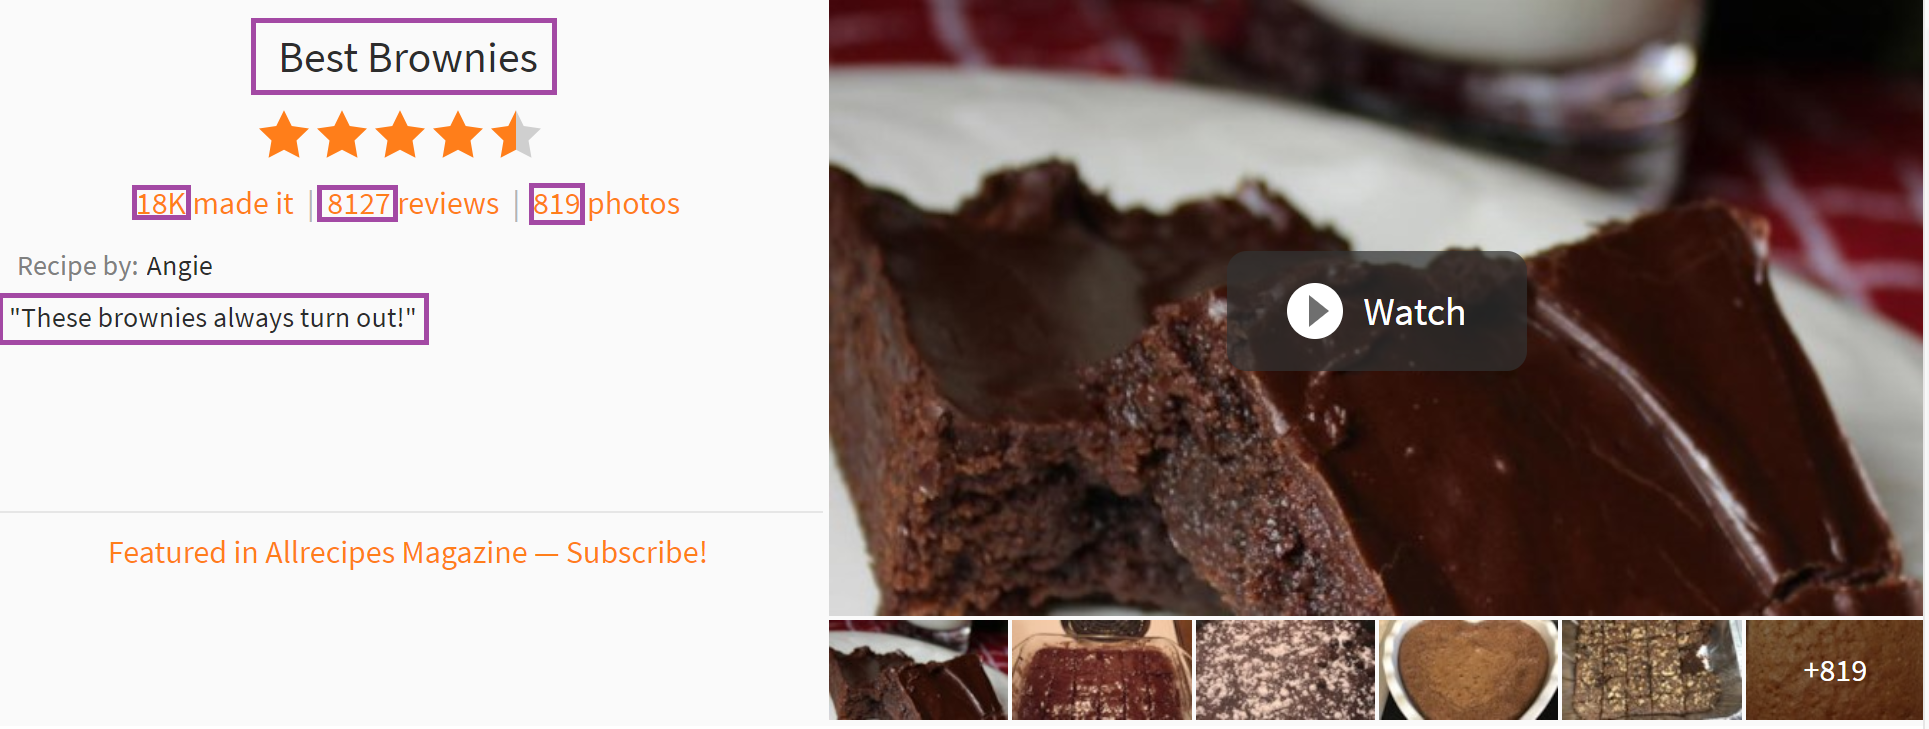 Best Brownies
18K made it | 8127 reviews | 819 photos
Recipe by: Angie
"These brownies always turn out!"
Featured in Allrecipes Magazine — Subscribe!
Watch
+819